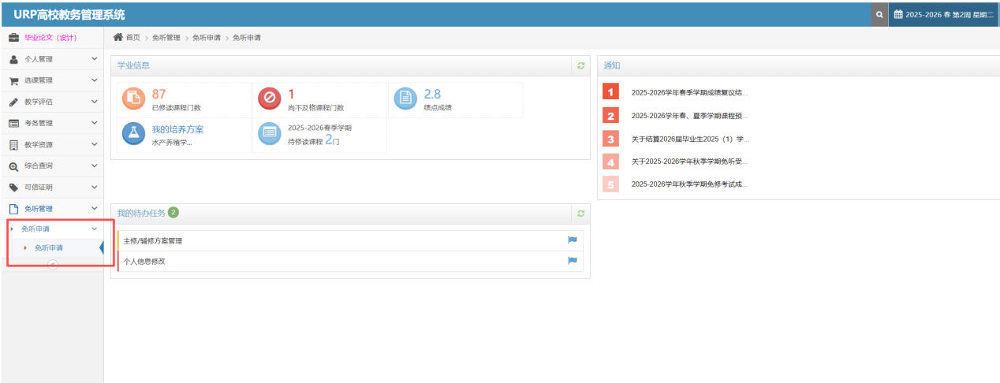 URP高校教务管理系统
2025-2026 春 第2周 星期二
毕业论文（设计）
个人管理
选课管理
教学评估
考务管理
教学资源
综合查询
可信证明
免听管理
免听申请
免听申请
首页 > 免听管理 > 免听申请 > 免听申请
学业信息
87
已修读课程门数
1
尚不及格课程门数
2.8
绩点成绩
我的培养方案
水产养殖学...
2025-2026春季学期
待修读课程 2门
我的待办任务 2
主修/辅修方案管理
个人信息修改
通知
1 2025-2026学年春季学期成绩复议结...
2 2025-2026学年春、夏季学期课程预...
3 关于结算2026届毕业生2025（1）学...
4 关于2025-2026学年秋季学期免听受...
5 2025-2026学年秋季学期免修考试成...